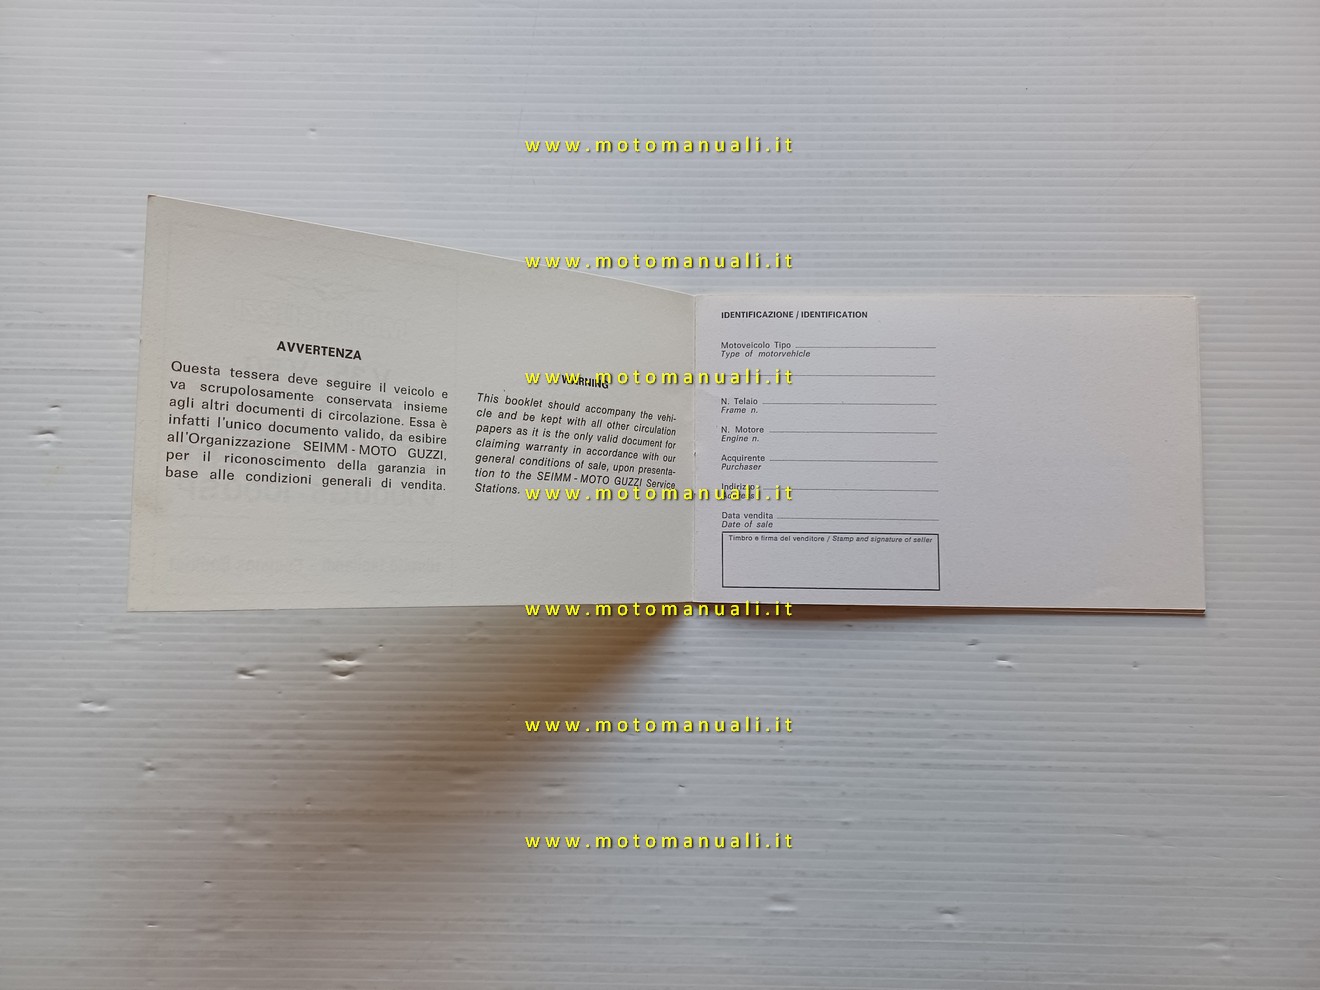 www.motomanuali.it
www.motomanuali.it
AVVERTENZA
Questa tessera deve seguire il veicolo e
va scrupolosamente conservata insieme
agli altri documenti di circolazione. Essa è
infatti l'unico documento valido, da esibire
all'Organizzazione SEIMM - MOTO GUZZI,
per il riconoscimento della garanzia in
base alle condizioni generali di vendita.
www.motomanuali.it
WARNING
This booklet should accompany the vehi-
cle and be kept with all other circulation
papers as it is the only valid document for
claiming warranty in accordance with our
general conditions of sale, upon presenta-
tion to the SEIMM - MOTO GUZZI Service
Stations.
IDENTIFICAZIONE / IDENTIFICATION
Motoveicolo Tipo
Type of motorvehicle
N. Telaio
Frame n.
N. Motore
Engine n.
Acquirente
Purchaser
Indirizzo
www.motomanuali.it
Data vendita
Date of sale
Timbro e firma del venditore / Stamp and signature of seller
www.motomanuali.it
www.motomanuali.it
www.motomanuali.it